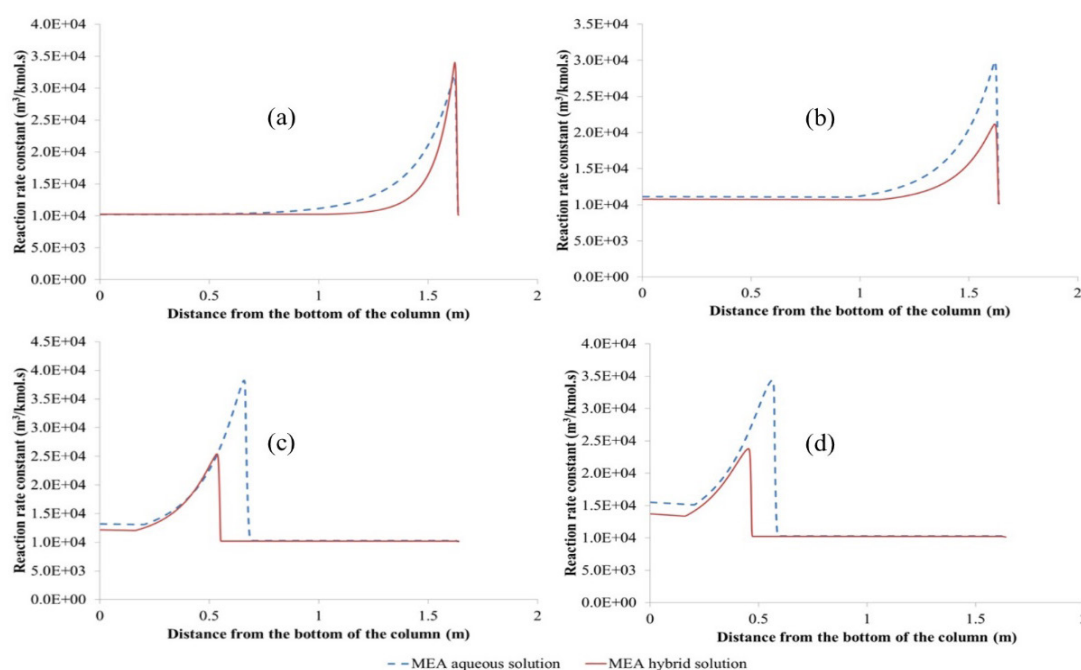 (a)
Reaction rate constant (m³/kmol.s)
4.0E+04
3.5E+04
3.0E+04
2.5E+04
2.0E+04
1.5E+04
1.0E+04
5.0E+03
0.0E+00
0 0.5 1 1.5 2
Distance from the bottom of the column (m)
(b)
Reaction rate constant (m³/kmol.s)
3.5E+04
3.0E+04
2.5E+04
2.0E+04
1.5E+04
1.0E+04
5.0E+03
0.0E+00
0 0.5 1 1.5 2
Distance from the bottom of the column (m)
(c)
Reaction rate constant (m³/kmol.s)
4.5E+04
4.0E+04
3.5E+04
3.0E+04
2.5E+04
2.0E+04
1.5E+04
1.0E+04
5.0E+03
0.0E+00
0 0.5 1 1.5 2
Distance from the bottom of the column (m)
(d)
Reaction rate constant (m³/kmol.s)
4.0E+04
3.5E+04
3.0E+04
2.5E+04
2.0E+04
1.5E+04
1.0E+04
5.0E+03
0.0E+00
0 0.5 1 1.5 2
Distance from the bottom of the column (m)
MEA aqueous solution MEA hybrid solution